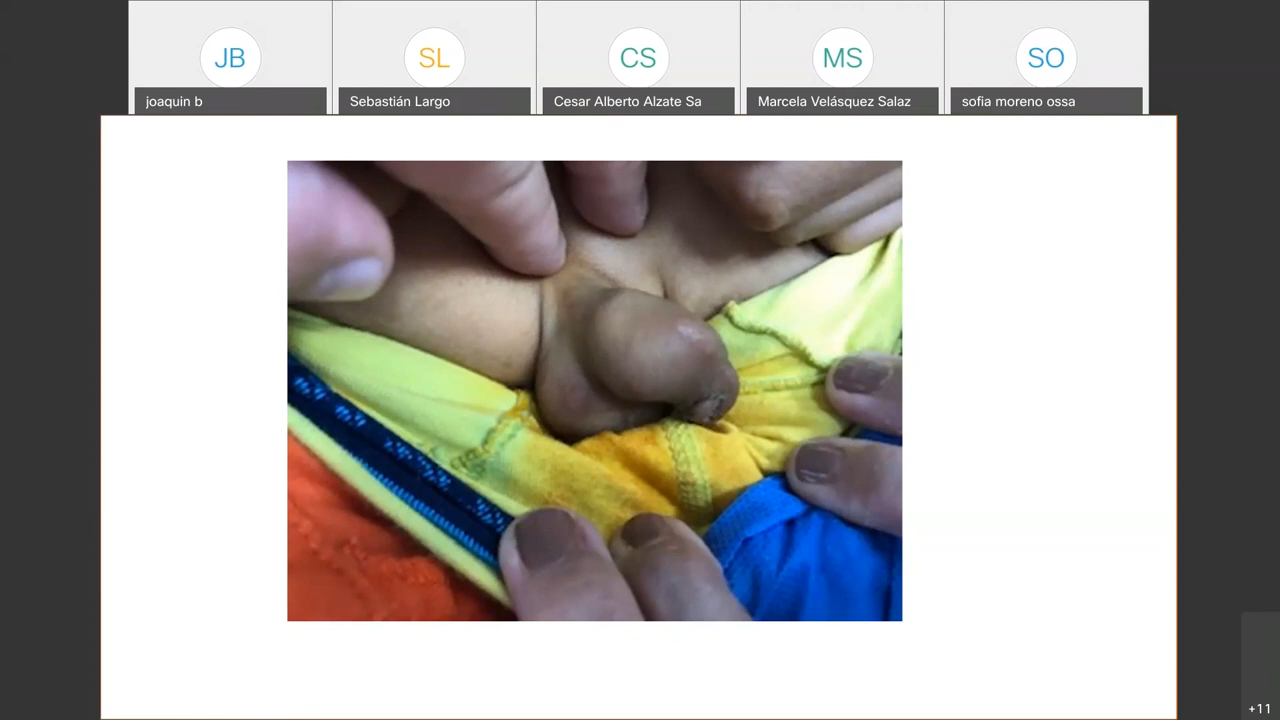 JB
SL
CS
MS
SO
joaquin b
Sebastián Largo
Cesar Alberto Alzate Sa
Marcela Velásquez Salaz
sofia moreno ossa
+11